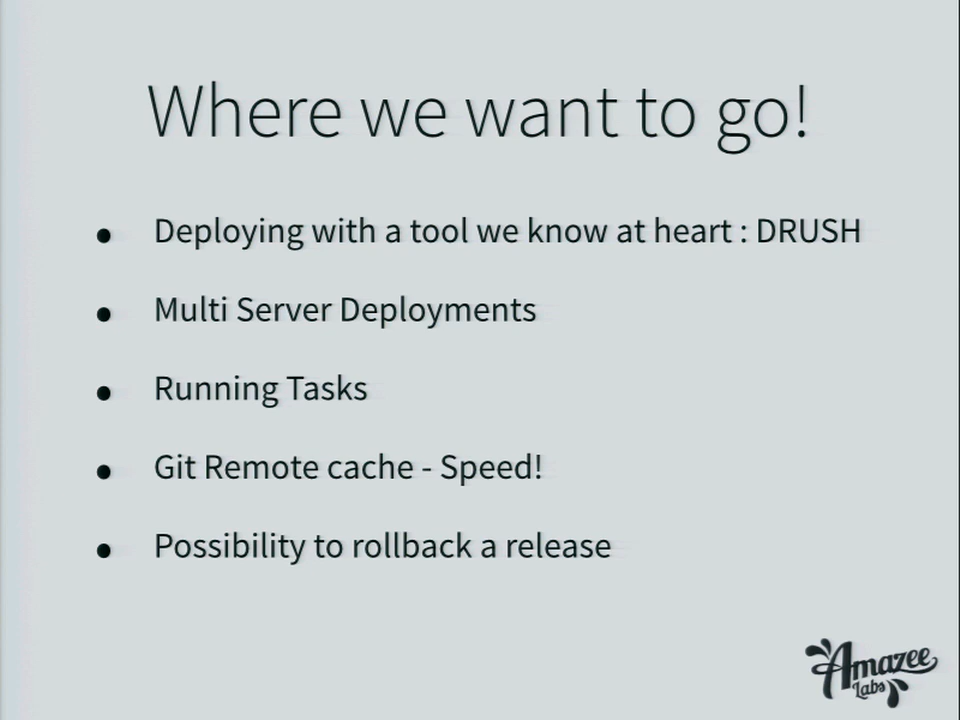 Where we want to go!
Deploying with a tool we know at heart : DRUSH
Multi Server Deployments
Running Tasks
Git Remote cache - Speed!
Possibility to rollback a release
Amazee
Labs